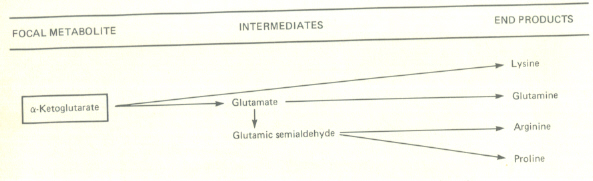 FOCAL METABOLITE INTERMEDIATES END PRODUCTS
Lysine
α-Ketoglutarate Glutamate Glutamine
Glutamic semialdehyde Arginine
Proline